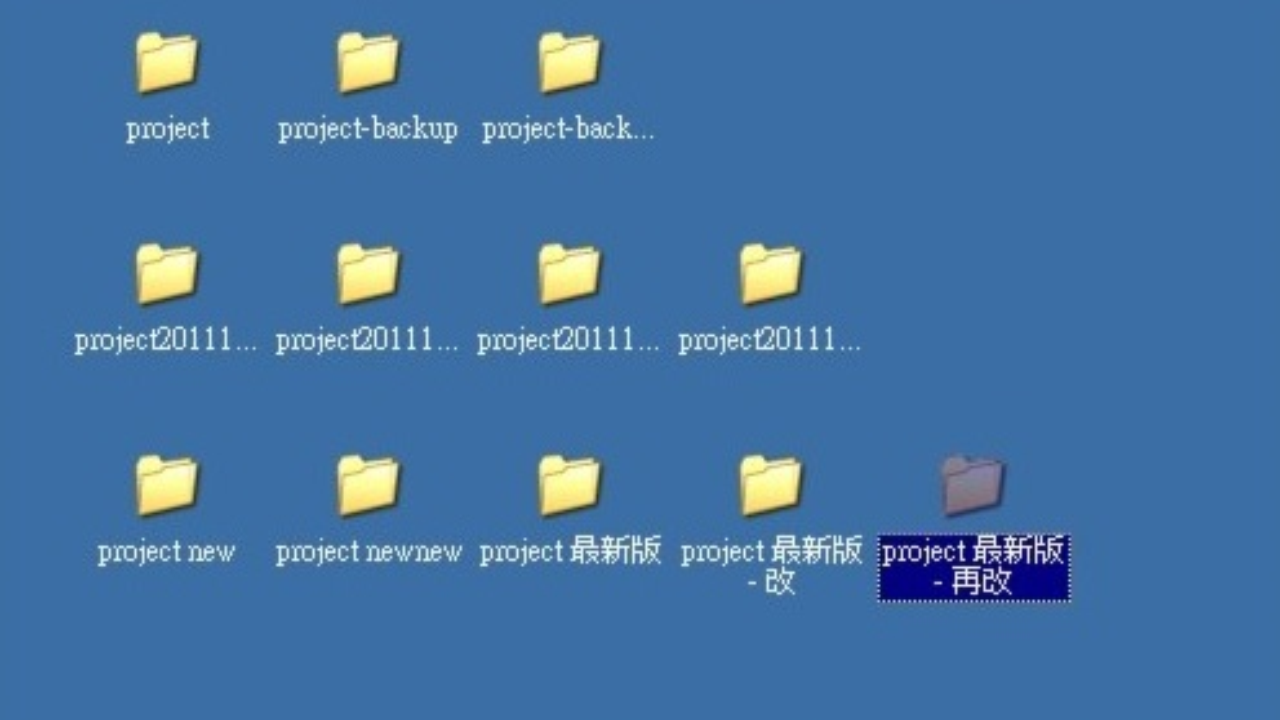 project
project-backup
project-back...
project20111...
project20111...
project20111...
project20111...
project new
project newnew
project 最新版
project 最新版
- 改
project 最新版
- 再改